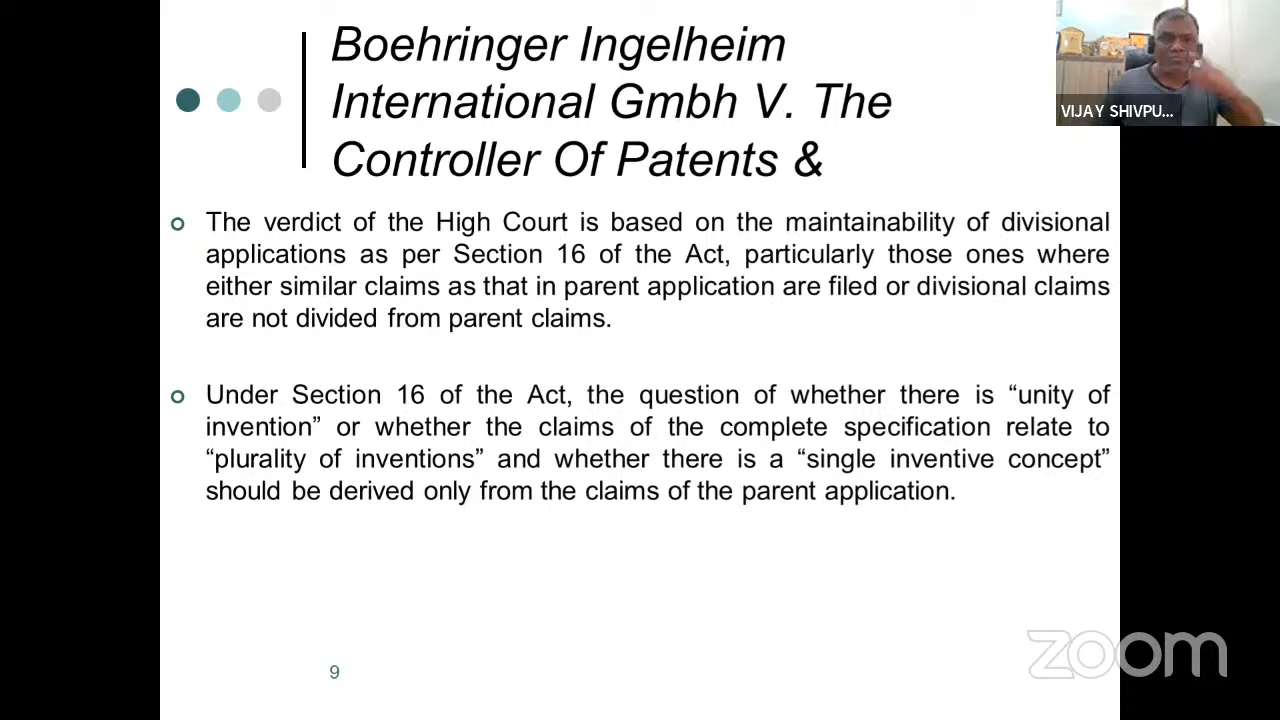 Boehringer Ingelheim
International Gmbh V. The
Controller Of Patents &
VIJAY SHIVPU...
The verdict of the High Court is based on the maintainability of divisional
applications as per Section 16 of the Act, particularly those ones where
either similar claims as that in parent application are filed or divisional claims
are not divided from parent claims.
Under Section 16 of the Act, the question of whether there is “unity of
invention” or whether the claims of the complete specification relate to
“plurality of inventions” and whether there is a “single inventive concept”
should be derived only from the claims of the parent application.
zoom
9